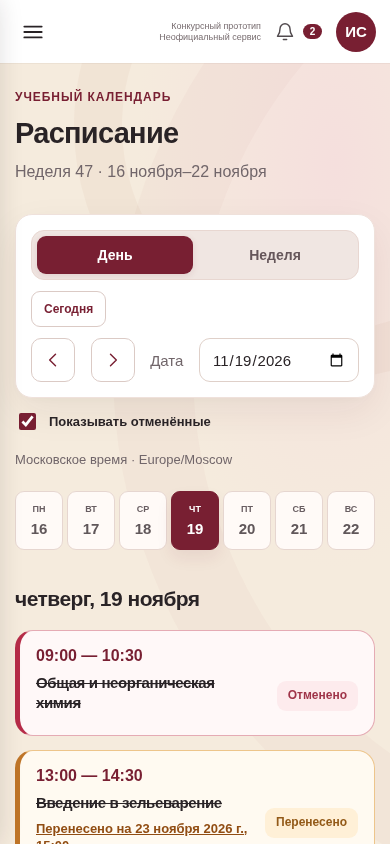 Конкурсный прототип
Неофициальный сервис
2
ИС
УЧЕБНЫЙ КАЛЕНДАРЬ
Расписание
Неделя 47 · 16 ноября–22 ноября
День
Неделя
Сегодня
Дата
11/19/2026
Показывать отменённые
Московское время · Europe/Moscow
ПН ВТ СР ЧТ ПТ СБ ВС
16 17 18 19 20 21 22
четверг, 19 ноября
09:00 — 10:30
Общая и неорганическая
химия
Отменено
13:00 — 14:30
Введение в зельеварение
Перенесено на 23 ноября 2026 г.,
Перенесено